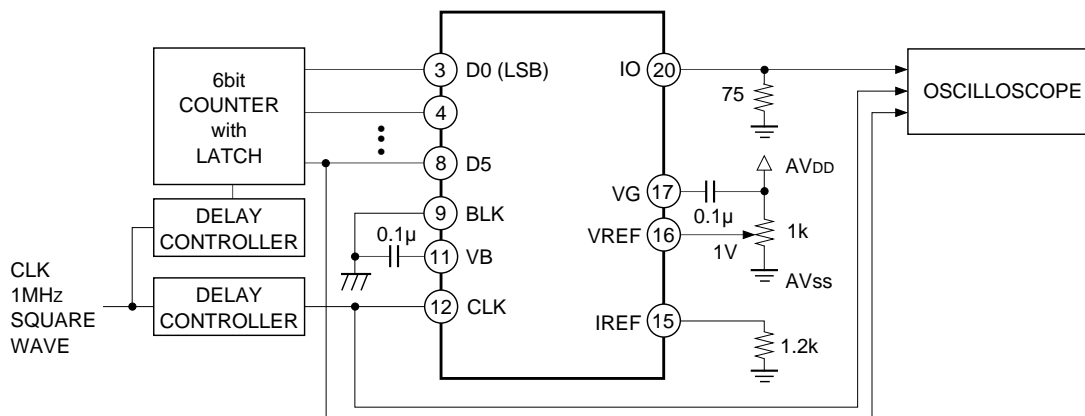 6bit
COUNTER
with
LATCH
DELAY
CONTROLLER
CLK
1MHz
SQUARE
WAVE
DELAY
CONTROLLER
3 D0 (LSB)
4
8 D5
9 BLK
0.1µ
11 VB
12 CLK
IO 20
75
OSCILLOSCOPE
AVDD
VG 17
0.1µ
VREF 16
1V
1k
AVSS
IREF 15
1.2k